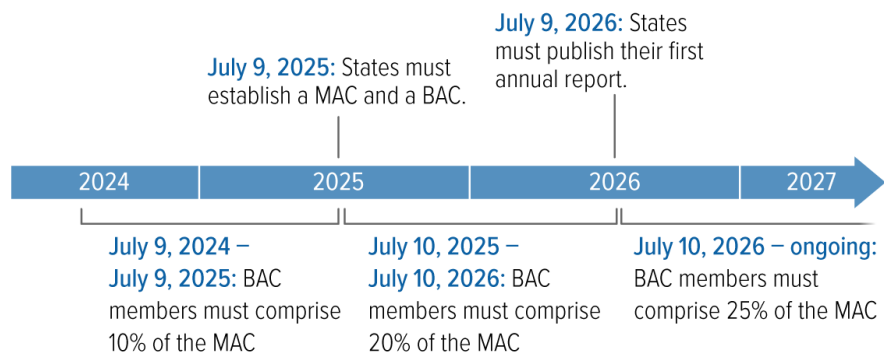 July 9, 2025: States must
establish a MAC and a BAC.
July 9, 2026: States
must publish their first
annual report.
2024
2025
2026
2027
July 9, 2024 –
July 9, 2025: BAC
members must comprise
10% of the MAC
July 10, 2025 –
July 10, 2026: BAC
members must comprise
20% of the MAC
July 10, 2026 – ongoing:
BAC members must
comprise 25% of the MAC